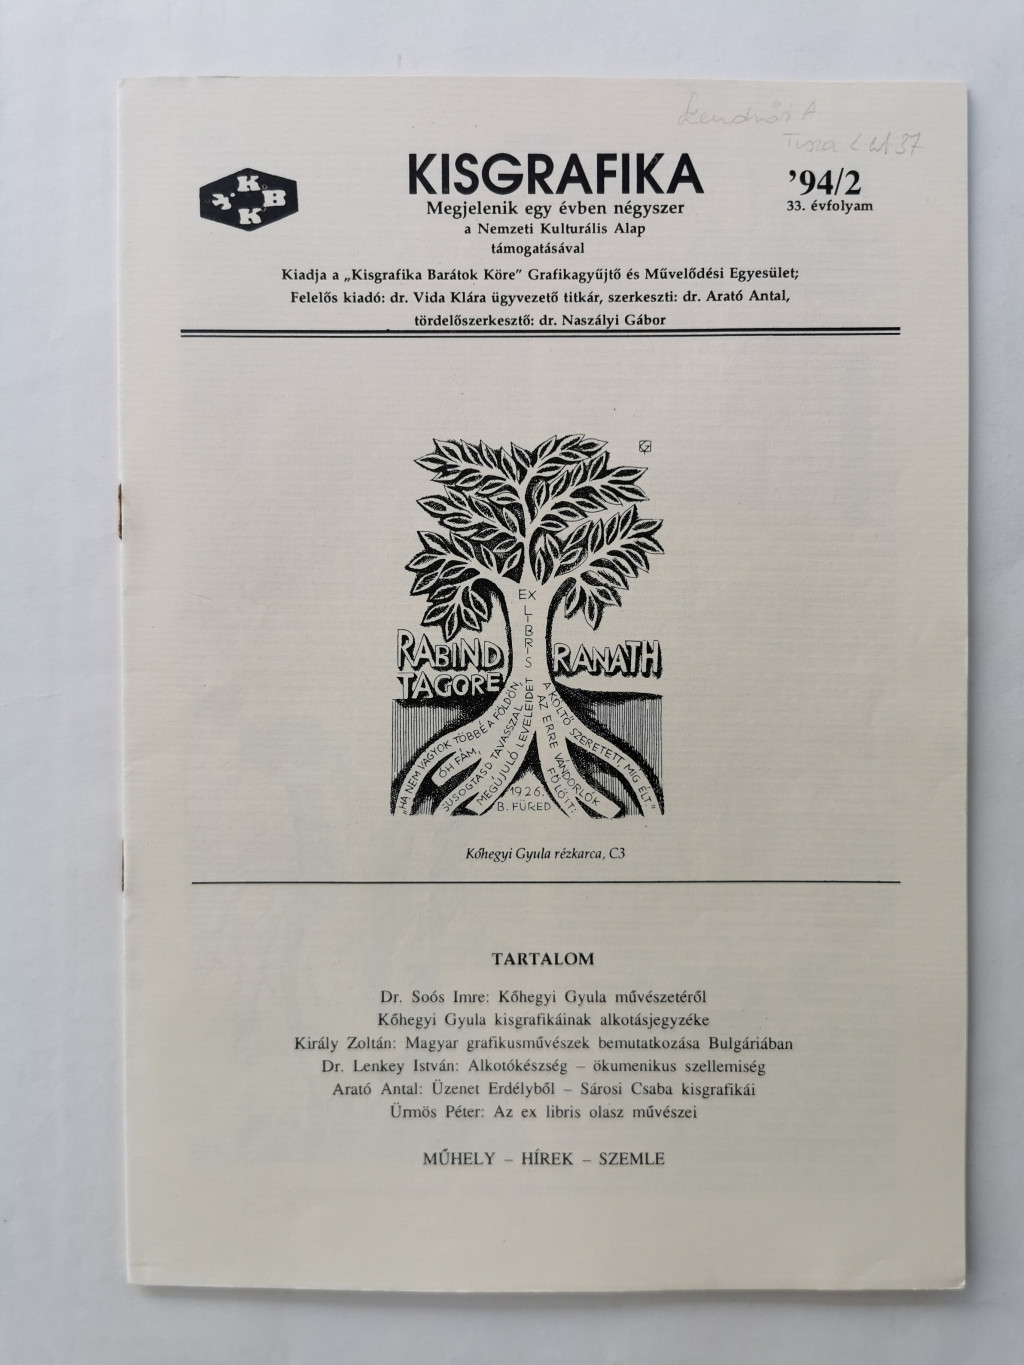 KISGRAFIKA
Megjelenik egy évben négyszer
a Nemzeti Kulturális Alap
támogatásával
'94/2
33. évfolyam
Kiadja a „Kisgrafika Barátok Köre" Grafikagyűjtő és Művelődési Egyesület;
Felelős kiadó: dr. Vida Klára ügyvezető titkár, szerkeszti: dr. Arató Antal,
tördelőszerkesztő: dr. Naszályi Gábor
EX
LIBRIS
RABIND RANATH
TAGORE
„HA NEM VAGYOK TÖBBÉ A FÖLDÖN,
ÓH FÁM,
SUSOGTASD TAVASSZAL
MEGÚJULÓ LEVELEIDET
AZ ERRE VÁNDORLÓK
FÖLÖTT:
A KÖLTŐ SZERETETT MÍG ÉLT."
1926.
B. FÜRED
Kőhegyi Gyula rézkarca, C3
TARTALOM
Dr. Soós Imre: Kőhegyi Gyula művészetéről
Kőhegyi Gyula kisgrafikáinak alkotásjegyzéke
Király Zoltán: Magyar grafikusművészek bemutatkozása Bulgáriában
Dr. Lenkey István: Alkotókészség – ökumenikus szellemiség
Arató Antal: Üzenet Erdélyből – Sárosi Csaba kisgrafikái
Ürmös Péter: Az ex libris olasz művészei
MŰHELY – HÍREK – SZEMLE